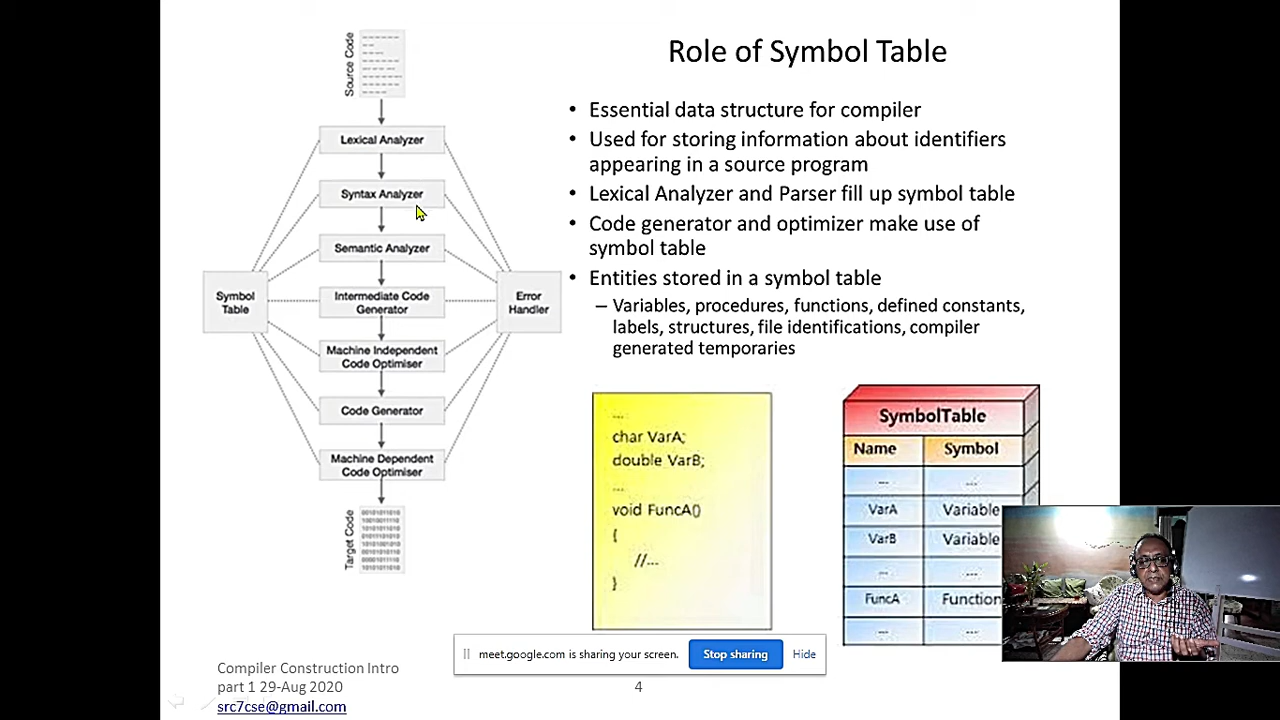 Source Code
Lexical Analyzer
Syntax Analyzer
Semantic Analyzer
Symbol
Table
Intermediate Code
Generator
Error
Handler
Machine Independent
Code Optimiser
Code Generator
Machine Dependent
Code Optimiser
Target Code
Role of Symbol Table
• Essential data structure for compiler
• Used for storing information about identifiers
appearing in a source program
• Lexical Analyzer and Parser fill up symbol table
• Code generator and optimizer make use of
symbol table
• Entities stored in a symbol table
– Variables, procedures, functions, defined constants,
labels, structures, file identifications, compiler
generated temporaries
...
char VarA;
double VarB;
...
void FuncA()
{
//...
}
SymbolTable
Name Symbol
... ...
VarA Variable
VarB Variable
... ...
FuncA Function
... ...
meet.google.com is sharing your screen. Stop sharing Hide
Compiler Construction Intro
part 1 29-Aug 2020
src7cse@gmail.com
4